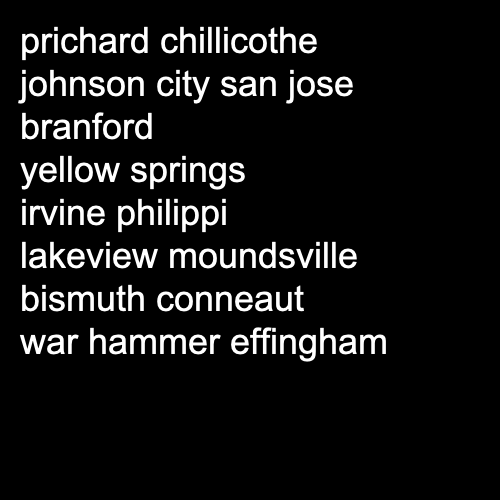 prichard chillicothe
johnson city san jose
branford
yellow springs
irvine philippi
lakeview moundsville
bismuth conneaut
war hammer effingham